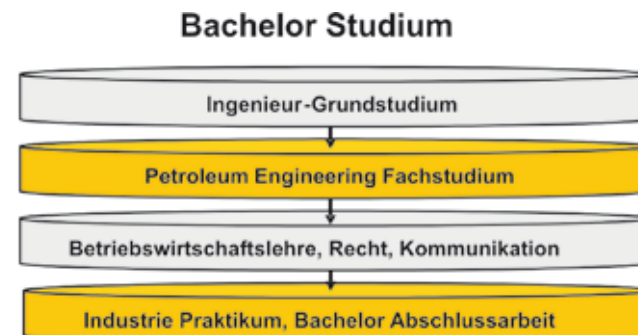 Bachelor Studium
Ingenieur-Grundstudium
Petroleum Engineering Fachstudium
Betriebswirtschaftslehre, Recht, Kommunikation
Industrie Praktikum, Bachelor Abschlussarbeit